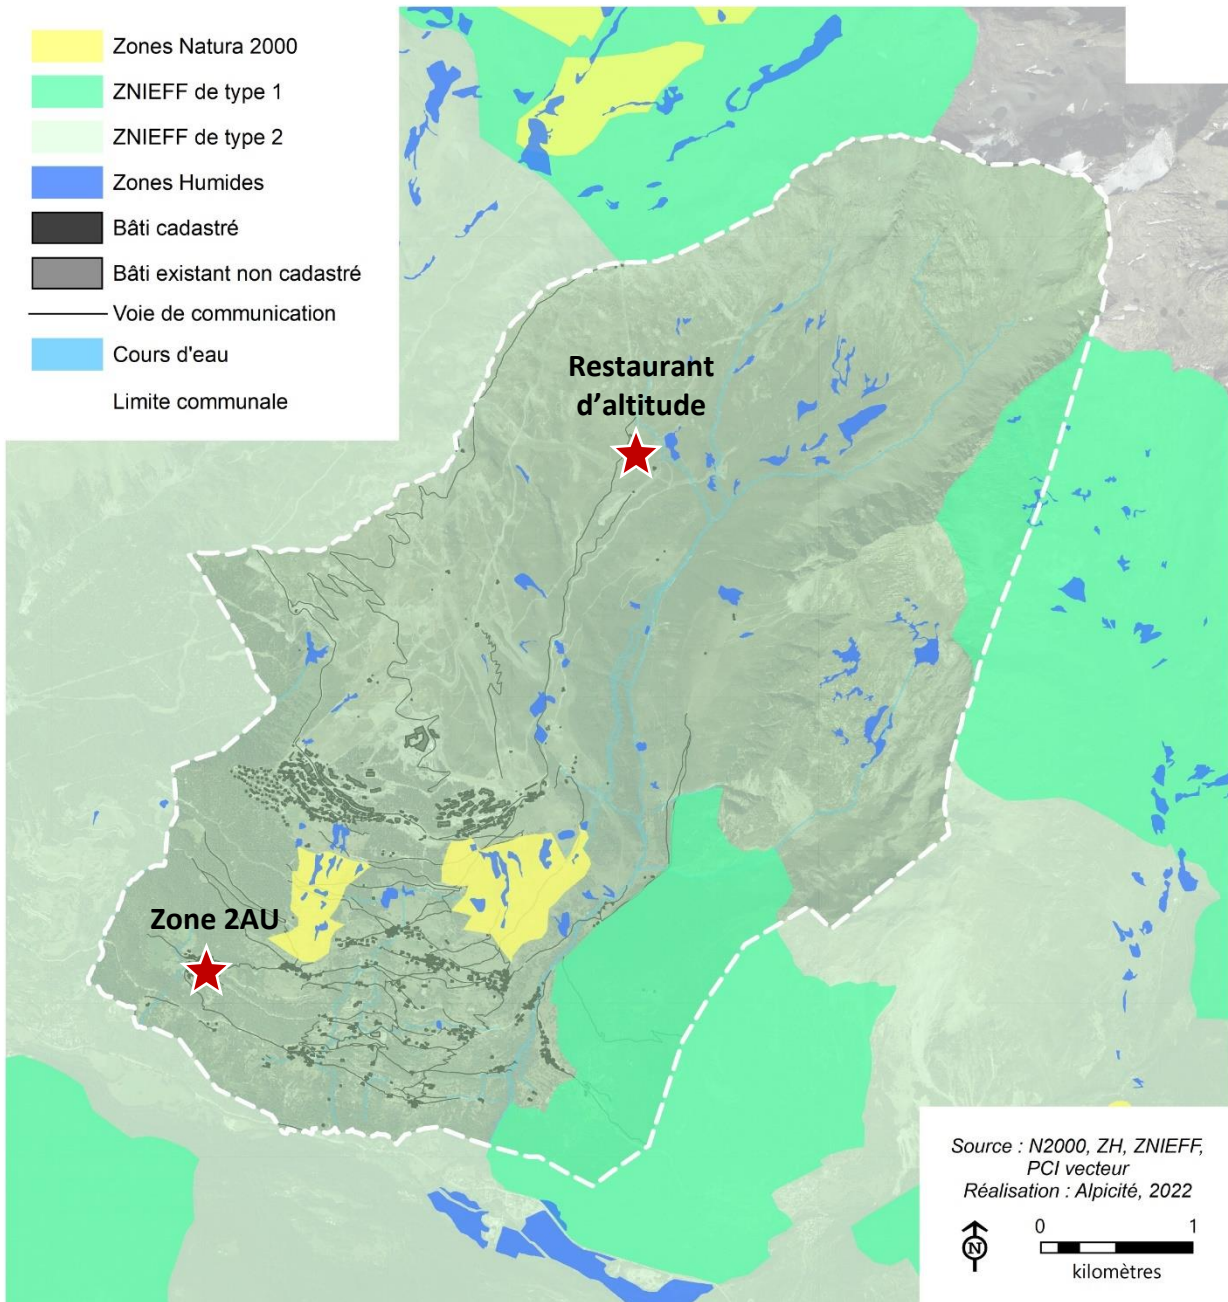 Zones Natura 2000
ZNIEFF de type 1
ZNIEFF de type 2
Zones Humides
Bâti cadastré
Bâti existant non cadastré
Voie de communication
Cours d'eau
Limite communale
Restaurant
d’altitude
Zone 2AU
Source : N2000, ZH, ZNIEFF,
PCI vecteur
Réalisation : Alpicité, 2022
N
0 1
kilomètres